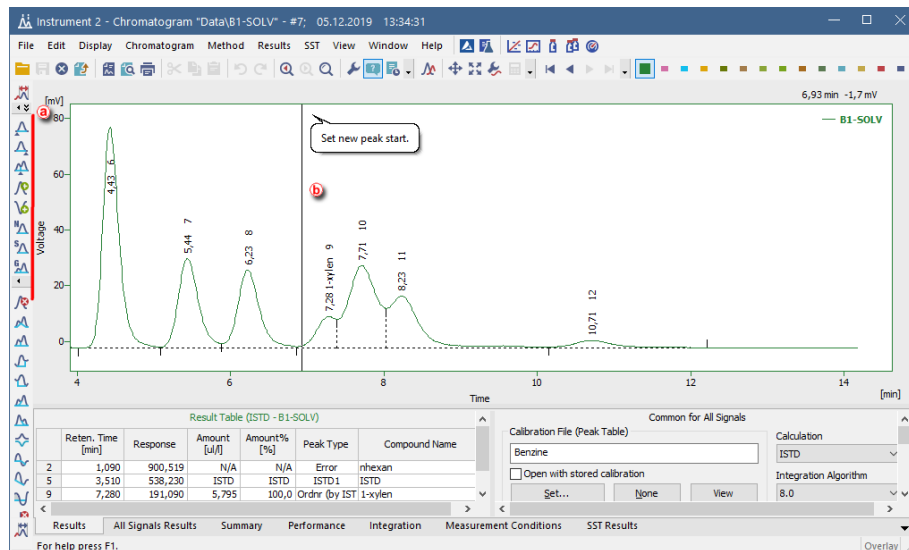 Instrument 2 - Chromatogram "Data\B1-SOLV" - #7; 05.12.2019 13:34:31
File Edit Display Chromatogram Method Results SST View Window Help
[mV]
6,93 min -1,7 mV
a
B1-SOLV
Set new peak start.
b
80
60
40
20
0
Voltage
4,43 6
5,44 7
6,23 8
7,28 1-xylen 9
7,71 10
8,23 11
10,71 12
4 6 8 10 12 14
Time
[min]
Result Table (ISTD - B1-SOLV)
Reten. Time [min] Response Amount [ul/l] Amount% [%] Peak Type Compound Name
2 1,090 900,519 N/A N/A Error nhexan
5 3,510 538,230 ISTD ISTD ISTD1 ISTD
9 7,280 191,090 5,795 100,0 Ordnr (by IST 1-xylen
Common for All Signals
Calibration File (Peak Table)
Benzine
Open with stored calibration
Set... None View
Calculation
ISTD
Integration Algorithm
8.0
Results All Signals Results Summary Performance Integration Measurement Conditions SST Results
For help press F1.
Overlay